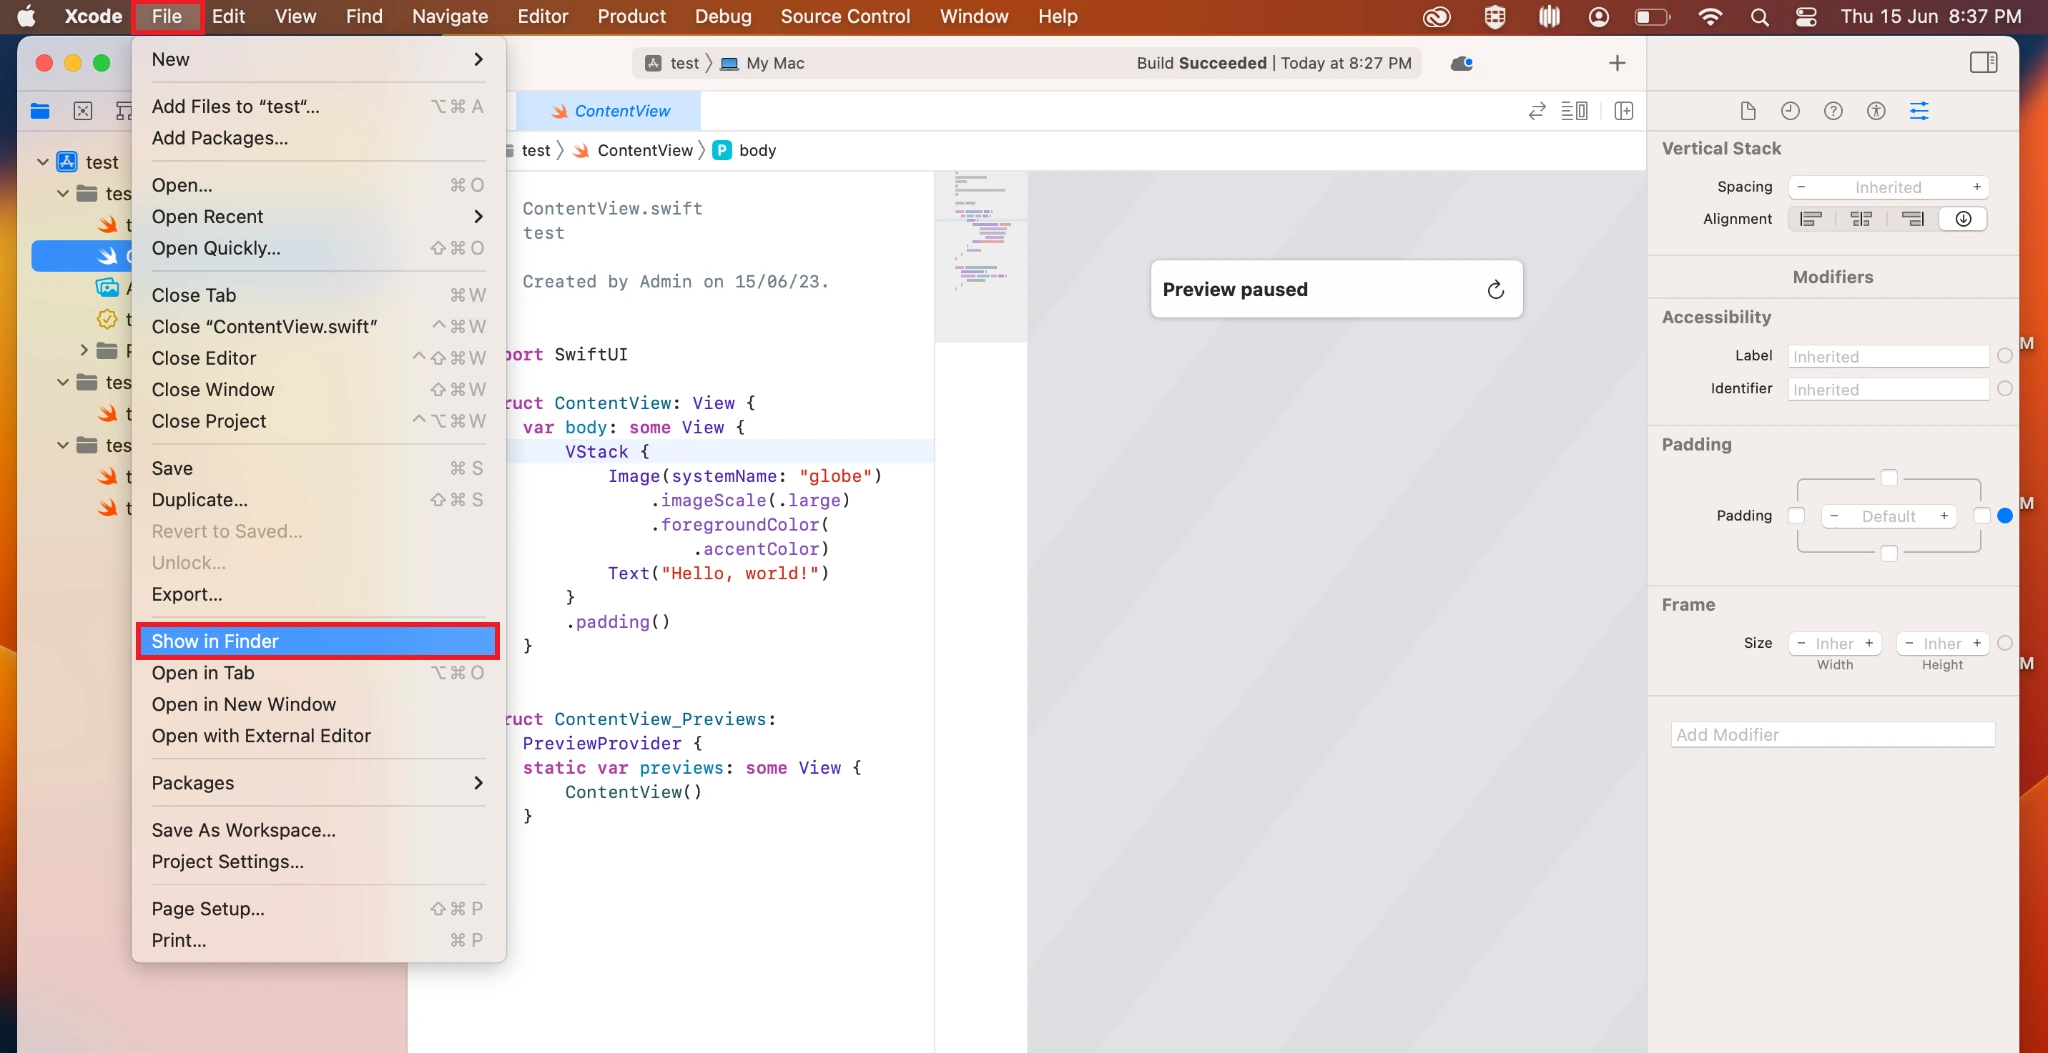 Xcode File Edit View Find Navigate Editor Product Debug Source Control Window Help Thu 15 Jun 8:37 PM
New
Add Files to “test“... ⌥⌘A
Add Packages...
Open... ⌘O
Open Recent
Open Quickly... ⇧⌘O
Close Tab ⌘W
Close “ContentView.swift” ^⌘W
Close Editor ^⇧⌘W
Close Window ⇧⌘W
Close Project ^⌥⌘W
Save ⌘S
Duplicate... ⇧⌘S
Revert to Saved...
Unlock...
Export...
Show in Finder
Open in Tab ⌥⌘O
Open in New Window
Open with External Editor
Packages
Save As Workspace...
Project Settings...
Page Setup... ⇧⌘P
Print... ⌘P
test
tes
t
A
t
tes
t
tes
t
t
test 〉 My Mac
Build Succeeded | Today at 8:27 PM
ContentView
test 〉 ContentView 〉 P body
ContentView.swift
test
Created by Admin on 15/06/23.
port SwiftUI
ruct ContentView: View {
var body: some View {
VStack {
Image(systemName: "globe")
.imageScale(.large)
.foregroundColor(
.accentColor)
Text("Hello, world!")
}
.padding()
}
ruct ContentView_Previews:
PreviewProvider {
static var previews: some View {
ContentView()
}
Preview paused
Vertical Stack
Spacing − Inherited +
Alignment
Modifiers
Accessibility
Label Inherited
Identifier Inherited
Padding
Padding − Default +
Frame
Size − Inher + − Inher +
Width Height
Add Modifier
M
M
M